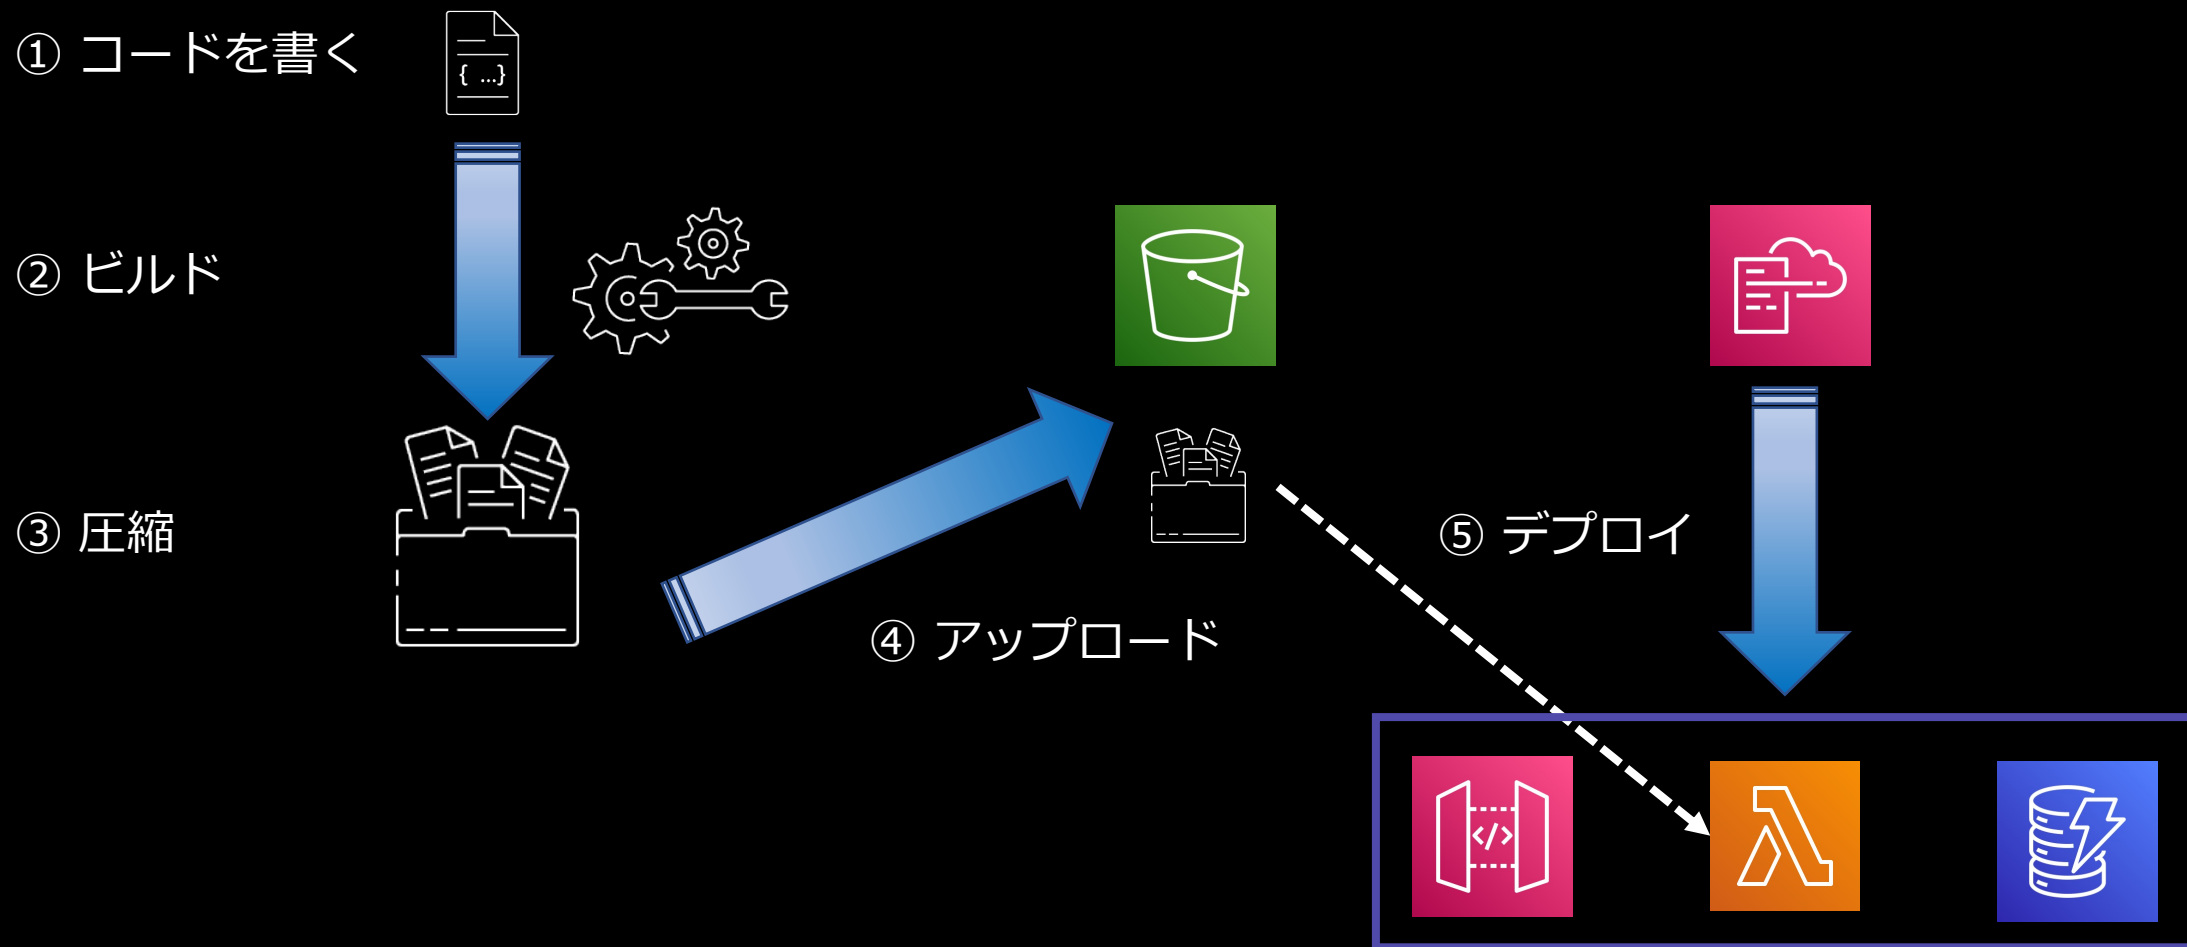 ① コードを書く
{ ...}
② ビルド
③ 圧縮
④ アップロード
⑤ デプロイ
</>